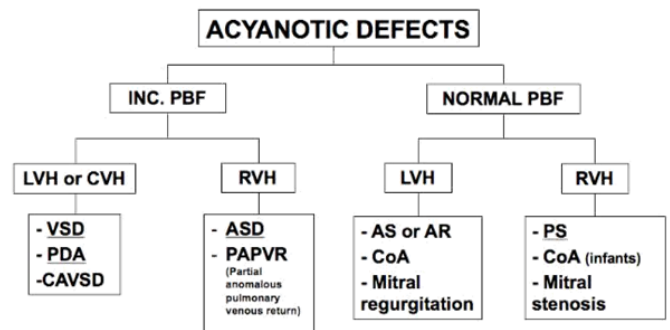 ACYANOTIC DEFECTS
INC. PBF
NORMAL PBF
LVH or CVH
RVH
LVH
RVH
- VSD
- PDA
-CAVSD
- ASD
- PAPVR
(Partial
anomalous
pulmonary
venous return)
- AS or AR
- CoA
- Mitral
regurgitation
- PS
- CoA (infants)
- Mitral
stenosis